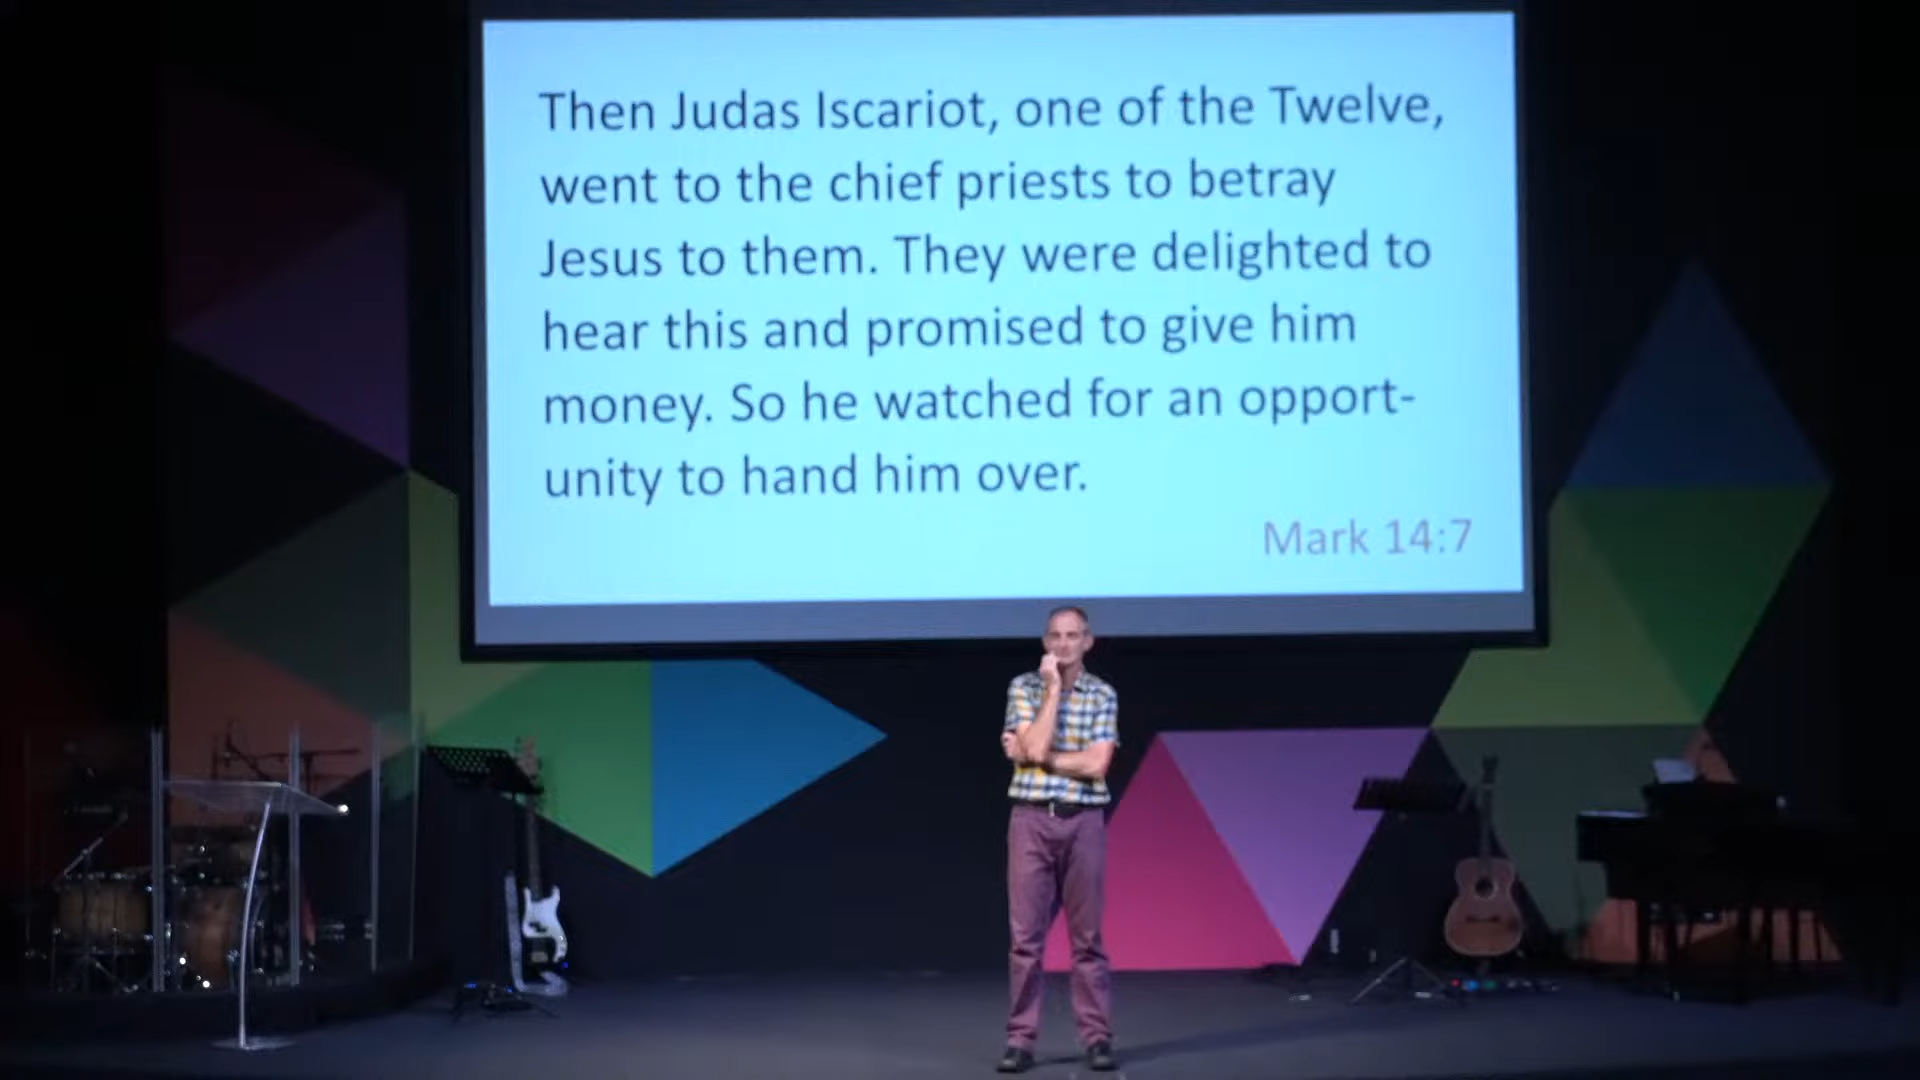 Then Judas Iscariot, one of the Twelve,
went to the chief priests to betray
Jesus to them. They were delighted to
hear this and promised to give him
money. So he watched for an opport-
unity to hand him over.
Mark 14:7